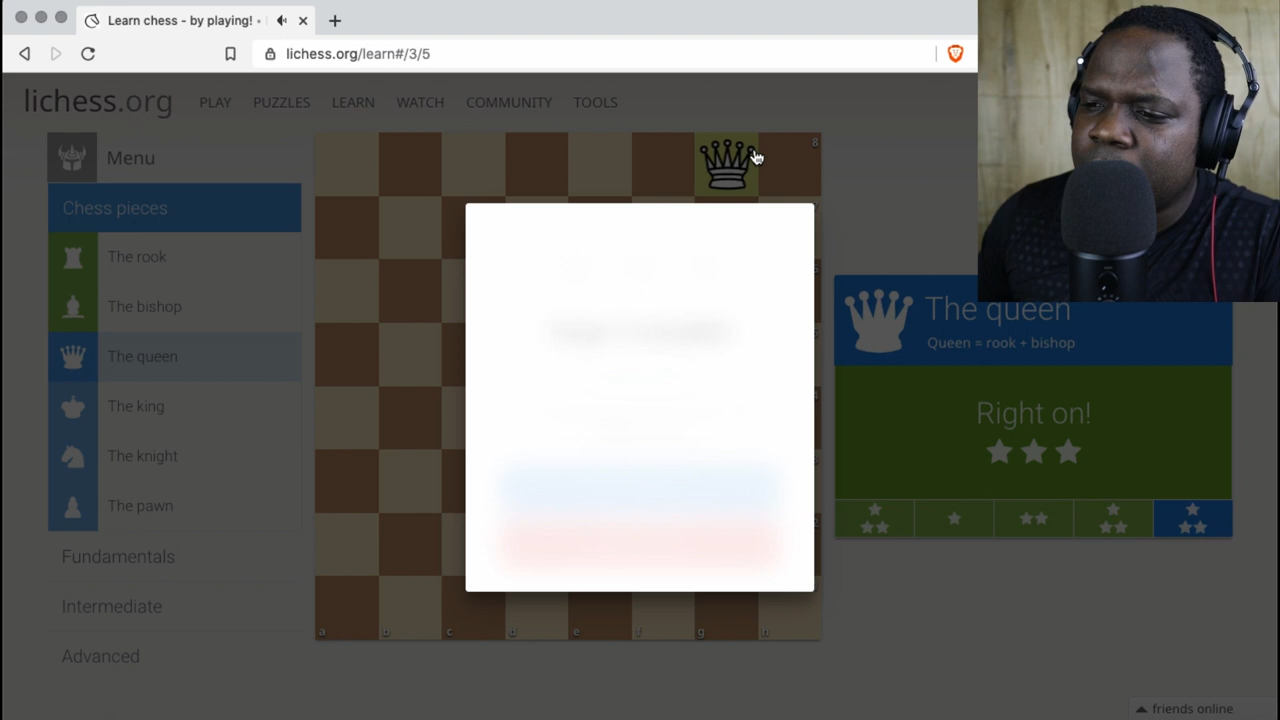 Learn chess - by playing! •
lichess.org/learn#/3/5
lichess.org PLAY PUZZLES LEARN WATCH COMMUNITY TOOLS
Menu
Chess pieces
The rook
The bishop
The queen
The king
The knight
The pawn
Fundamentals
Intermediate
Advanced
8
a b c d e f g h
The queen
Queen = rook + bishop
Right on!
friends online